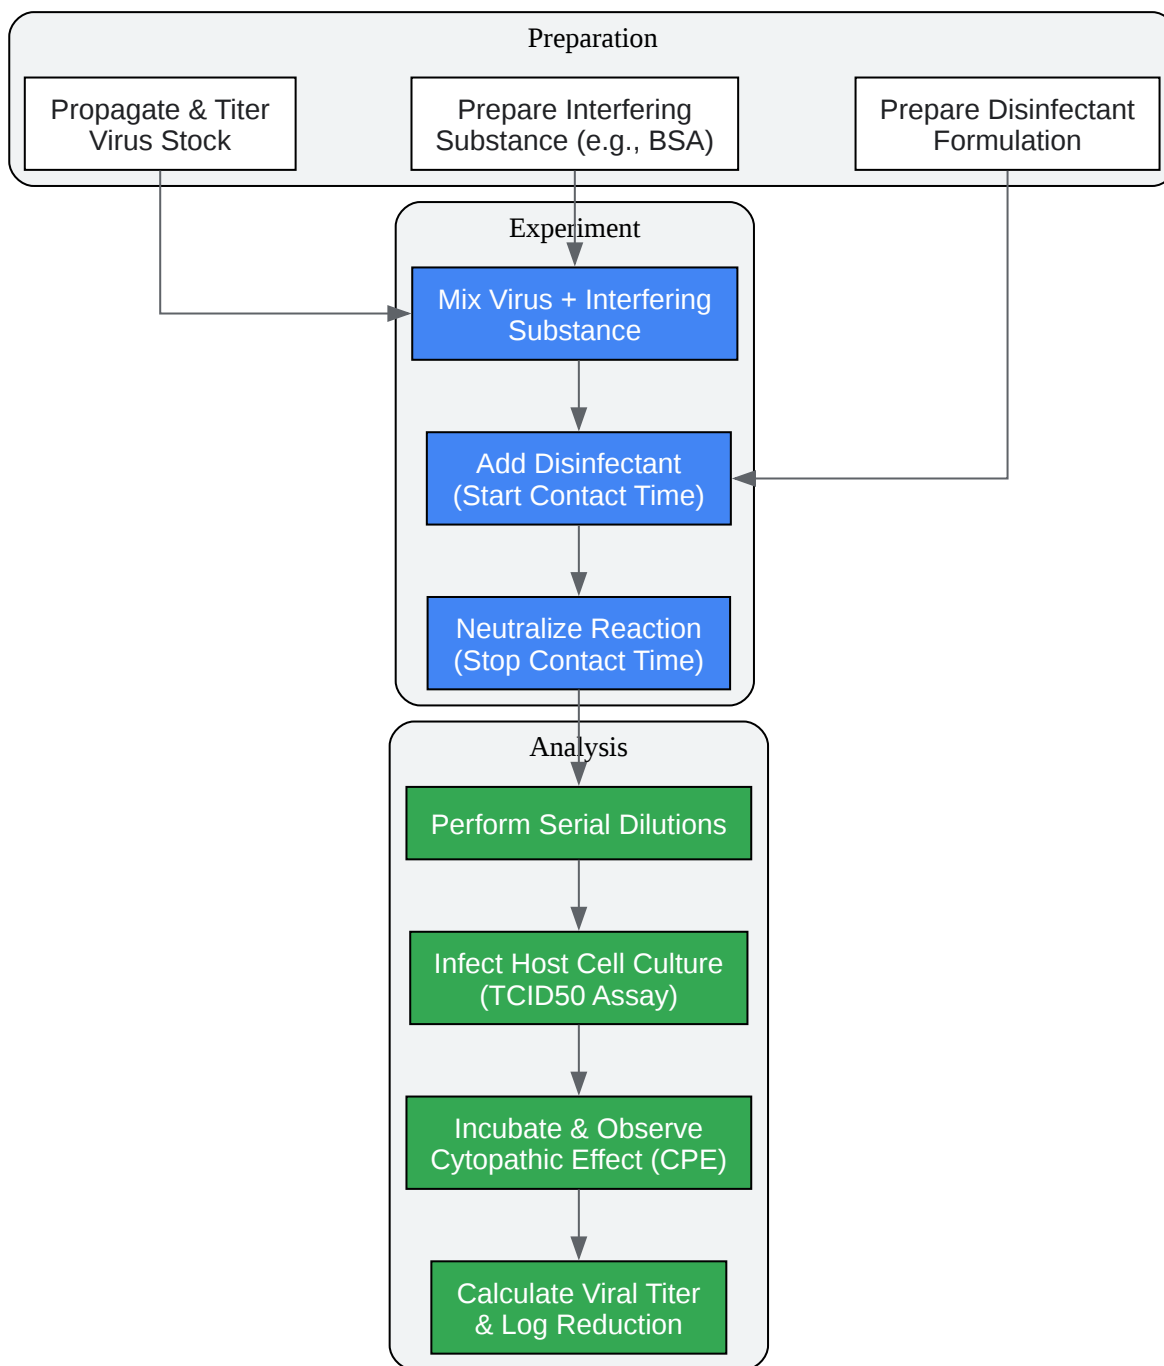 Preparation
Propagate & Titer
Virus Stock
Prepare Interfering
Substance (e.g., BSA)
Prepare Disinfectant
Formulation
Experiment
Mix Virus + Interfering
Substance
Add Disinfectant
(Start Contact Time)
Neutralize Reaction
(Stop Contact Time)
Analysis
Perform Serial Dilutions
Infect Host Cell Culture
(TCID50 Assay)
Incubate & Observe
Cytopathic Effect (CPE)
Calculate Viral Titer
& Log Reduction